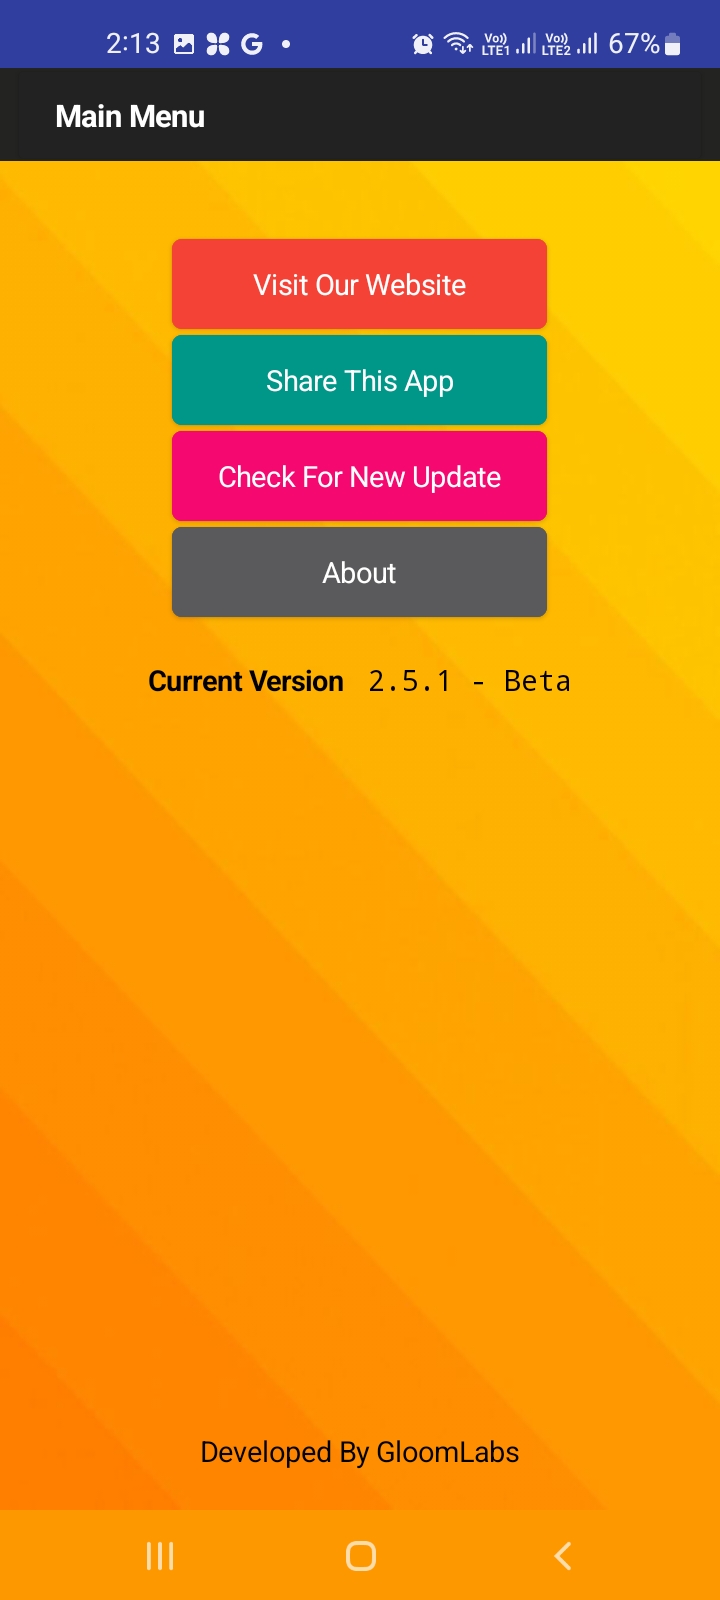 2:13 Vo)) LTE1 Vo)) LTE2 67%
Main Menu
Visit Our Website
Share This App
Check For New Update
About
Current Version 2.5.1 - Beta
Developed By GloomLabs